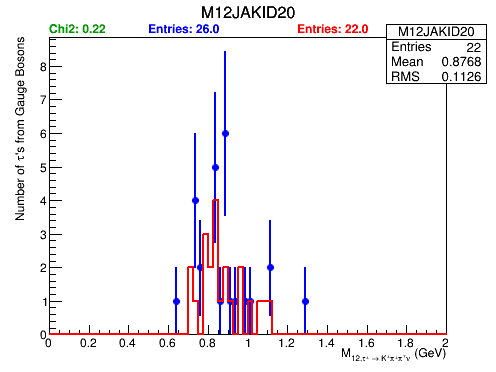 M12JAKID20
Chi2: 0.22 Entries: 26.0 Entries: 22.0
M12JAKID20
Entries 22
Mean 0.8768
RMS 0.1126
Number of τ's from Gauge Bosons
8
7
6
5
4
3
2
1
0
0 0.2 0.4 0.6 0.8 1 1.2 1.4 1.6 1.8 2
(GeV)